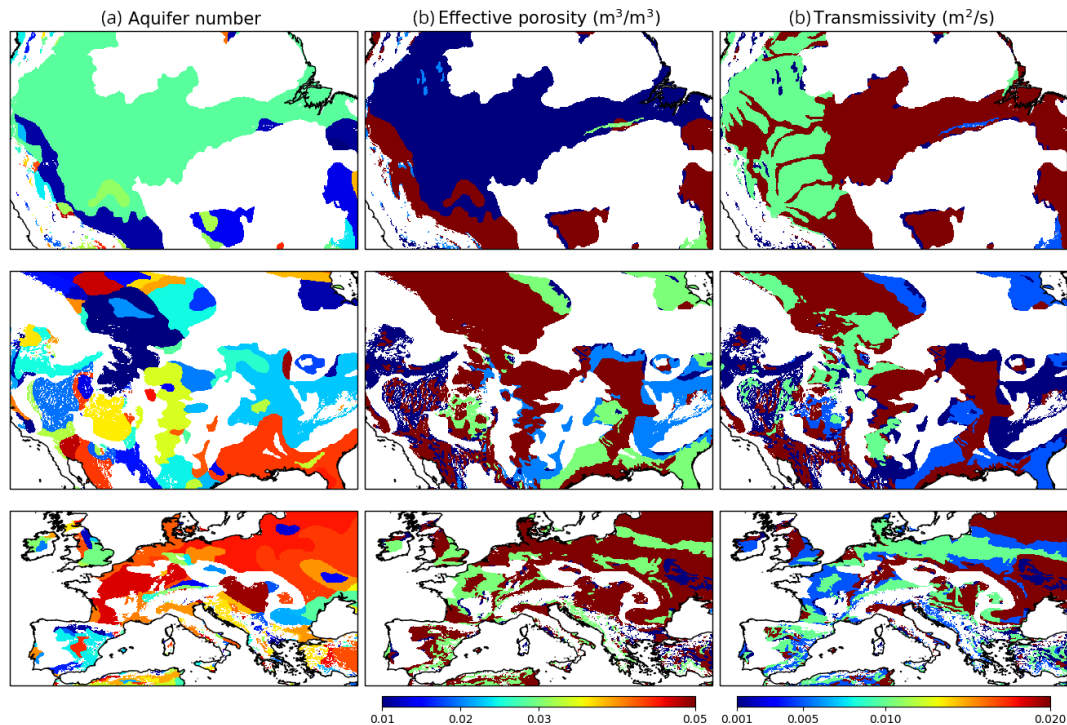 (a) Aquifer number
(b) Effective porosity (m³/m³)
(b) Transmissivity (m²/s)
0.01 0.02 0.03 0.05
0.001 0.005 0.010 0.020